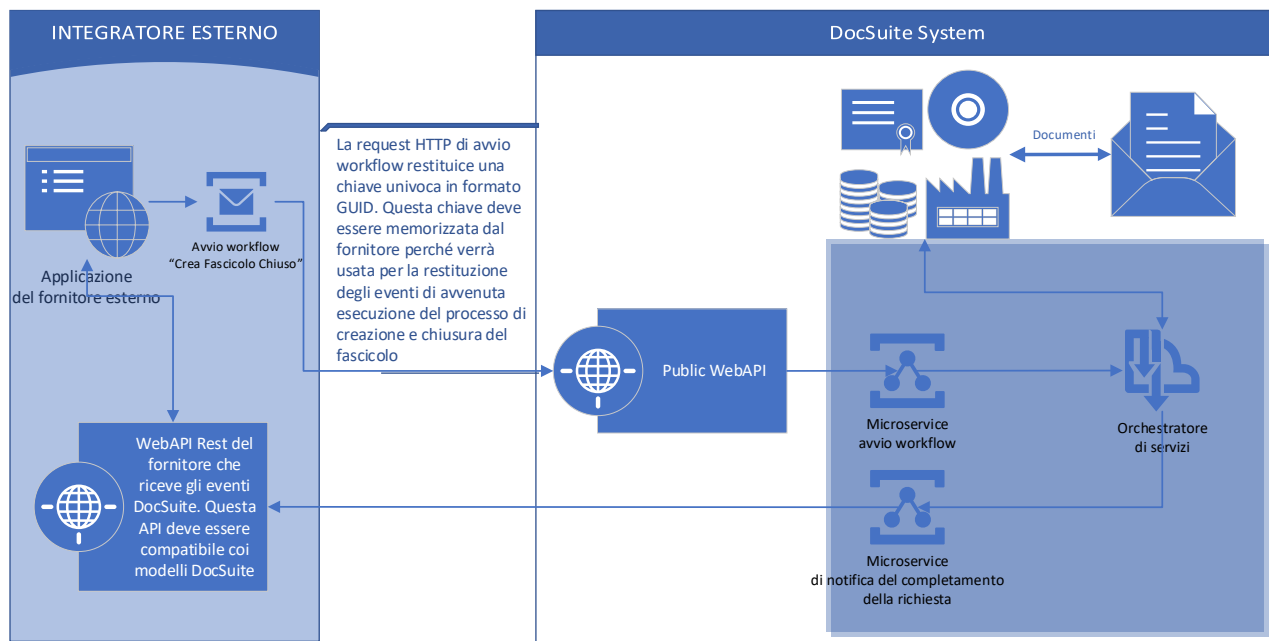 INTEGRATORE ESTERNO
DocSuite System
La request HTTP di avvio
workflow restituice una
chiave univoca in formato
GUID. Questa chiave deve
essere memorizzata dal
fornitore perché verrà
usata per la restituzione
degli eventi di avvenuta
esecuzione del processo di
creazione e chiusura del
fascicolo
Documenti
Avvio workflow
“Crea Fascicolo Chiuso”
Applicazione
del fornitore esterno
Public WebAPI
Microservice
avvio workflow
Orchestratore
di servizi
WebAPI Rest del
fornitore che
riceve gli eventi
DocSuite. Questa
API deve essere
compatibile coi
modelli DocSuite
Microservice
di notifica del completamento
della richiesta